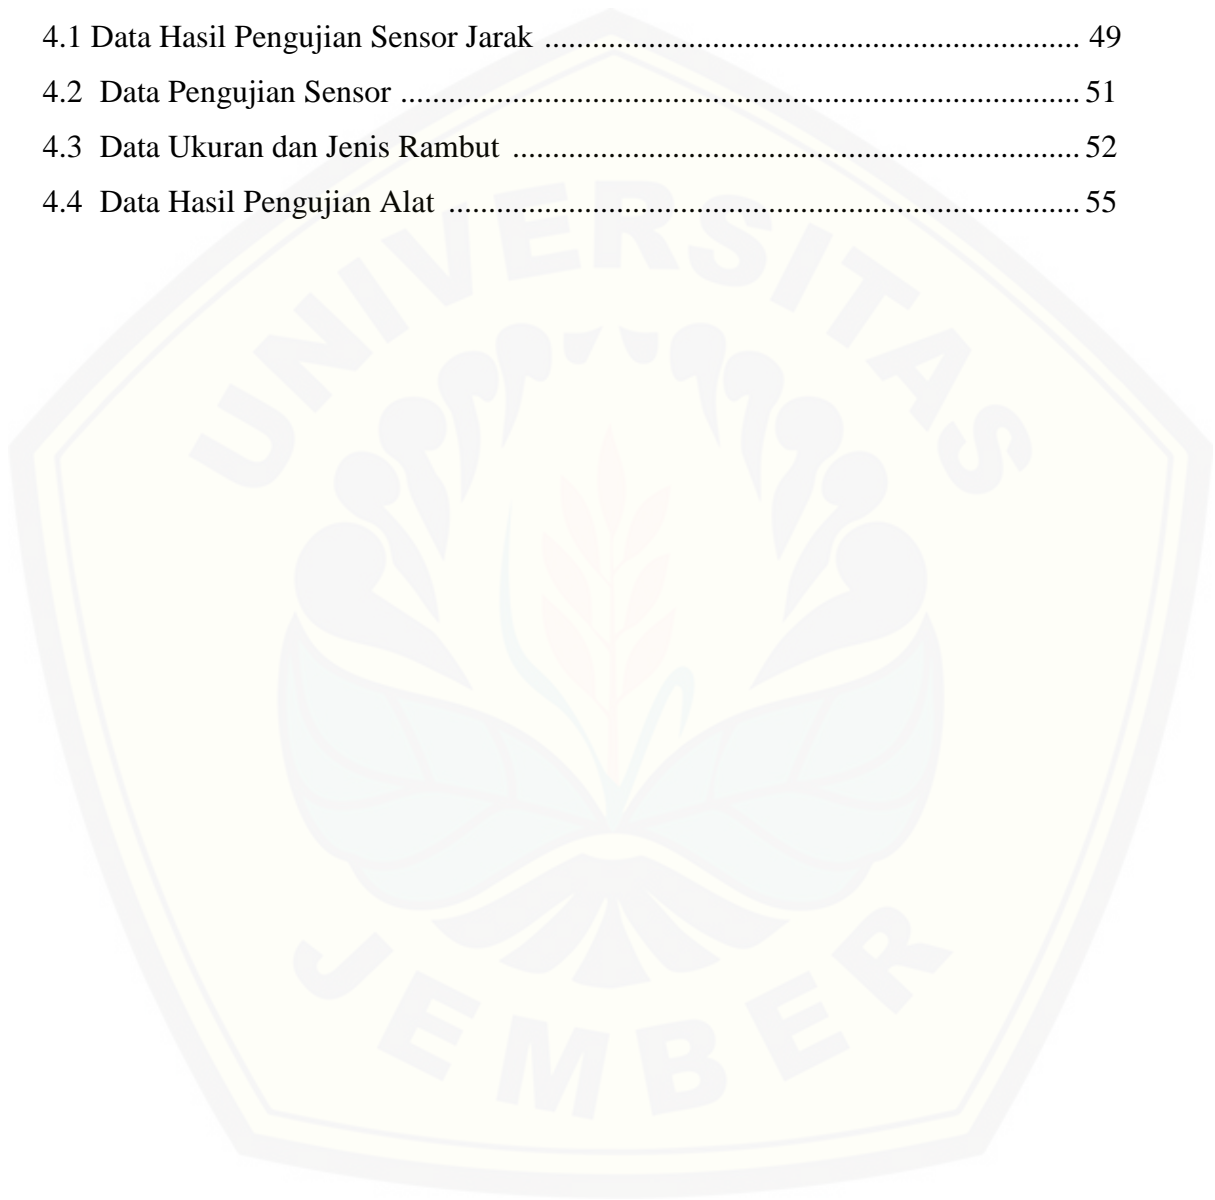 4.1 Data Hasil Pengujian Sensor Jarak ................................................................... 49
4.2 Data Pengujian Sensor ..................................................................................... 51
4.3 Data Ukuran dan Jenis Rambut ....................................................................... 52
4.4 Data Hasil Pengujian Alat ............................................................................... 55
UNIVERSITAS
JEMBER